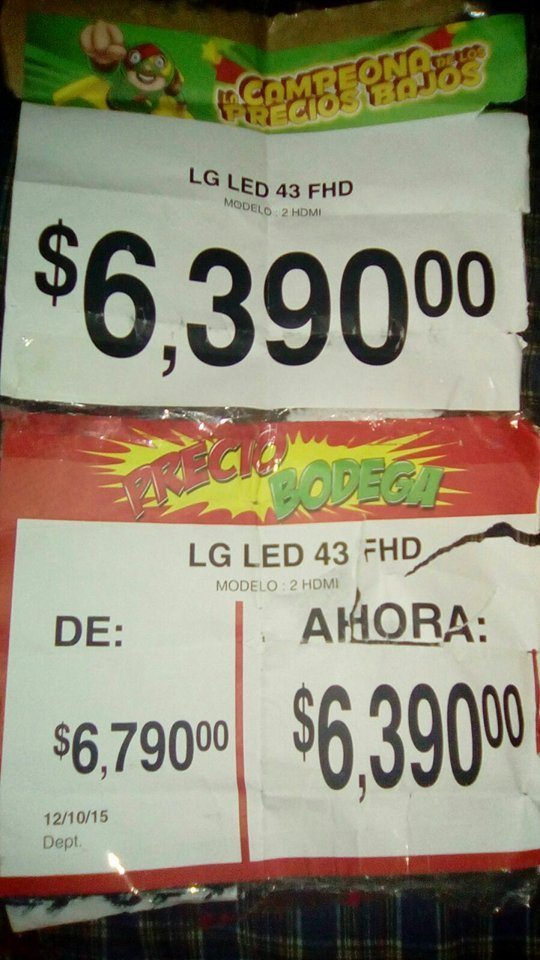 LA CAMPEONA DE LOS
PRECIOS BAJOS
LG LED 43 FHD
MODELO : 2 HDMI
$6,390.00
PRECIO
BODEGA
LG LED 43 FHD
MODELO : 2 HDMI
DE:
$6,790.00
12/10/15
Dept.
AHORA:
$6,390.00